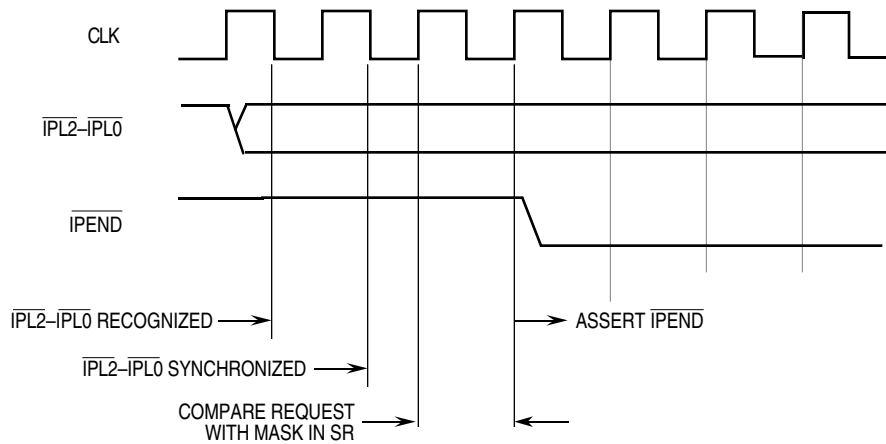 CLK
IPL2–IPL0
IPEND
IPL2–IPL0 RECOGNIZED
ASSERT IPEND
IPL2–IPL0 SYNCHRONIZED
COMPARE REQUEST
WITH MASK IN SR